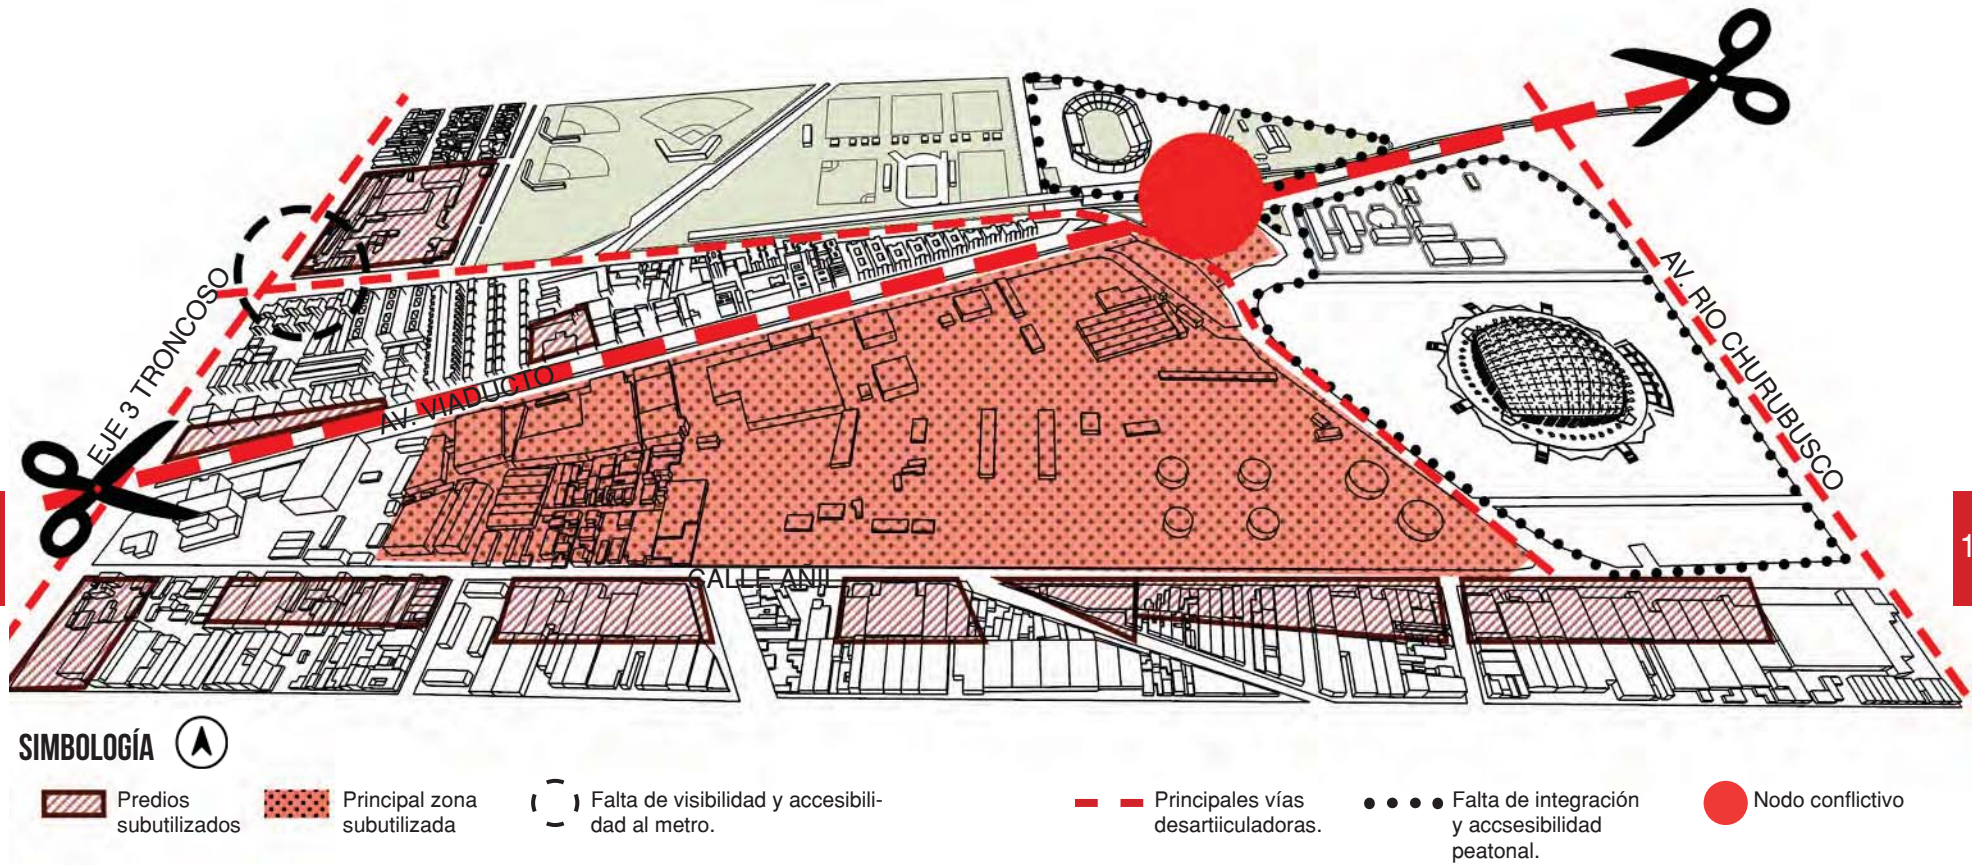 EJE 3 TRONCOSO
AV. VIADUCTO
AV. RIO CHURUBUSCO
CALLE ANIL
1
SIMBOLOGÍA
Predios
subutilizados
Principal zona
subutilizada
Falta de visibilidad y accesibili-
dad al metro.
Principales vías
desartiiculadoras.
Falta de integración
y accsesibilidad
peatonal.
Nodo conflictivo